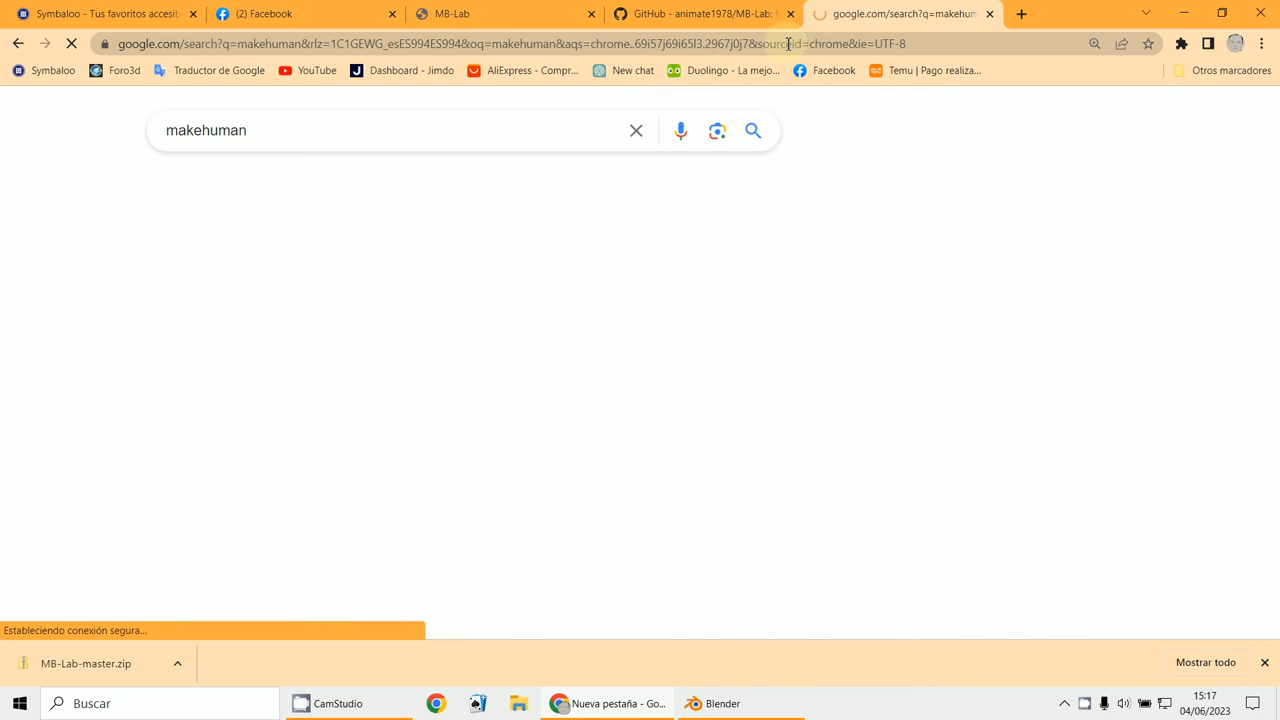 Symbaloo - Tus favoritos accesib
(2) Facebook
MB-Lab
GitHub - animate1978/MB-Lab: M
google.com/search?q=makehum
google.com/search?q=makehuman&rlz=1C1GEWG_esES994ES994&oq=makehuman&aqs=chrome..69i57j69i65l3.2967j0j7&sourceid=chrome&ie=UTF-8
Foro3d
Traductor de Google
YouTube
Dashboard - Jimdo
AliExpress - Compr...
New chat
Duolingo - La mejo...
Facebook
Temu | Pago realiza...
Otros marcadores
makehuman
Estableciendo conexión segura...
MB-Lab-master.zip
Mostrar todo
Buscar
CamStudio
Nueva pestaña - Go...
Blender
15:17
04/06/2023